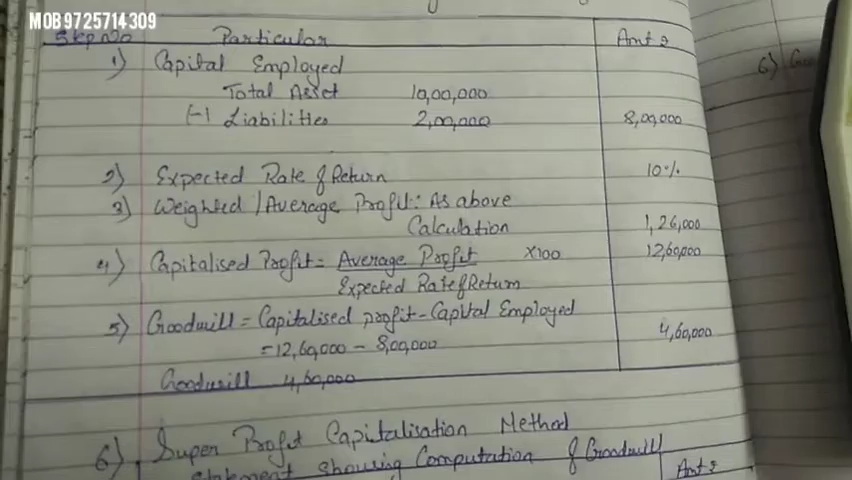 MOB 9725714309
Step No Particular Amt ₹
1) Capital Employed
Total Asset 10,00,000
(-) Liabilities 2,00,000 8,00,000
2) Expected Rate of Return 10%
3) Weighted / Average Profit: As above
Calculation 1,26,000
4) Capitalised Profit = Average Profit X100 12,60,000
Expected Rate of Return
5) Goodwill = Capitalised profit - Capital Employed
= 12,60,000 - 8,00,000 4,60,000
Goodwill 4,60,000
6) Super Profit Capitalisation Method
Statement showing Computation of Goodwill
Amt ₹
6)